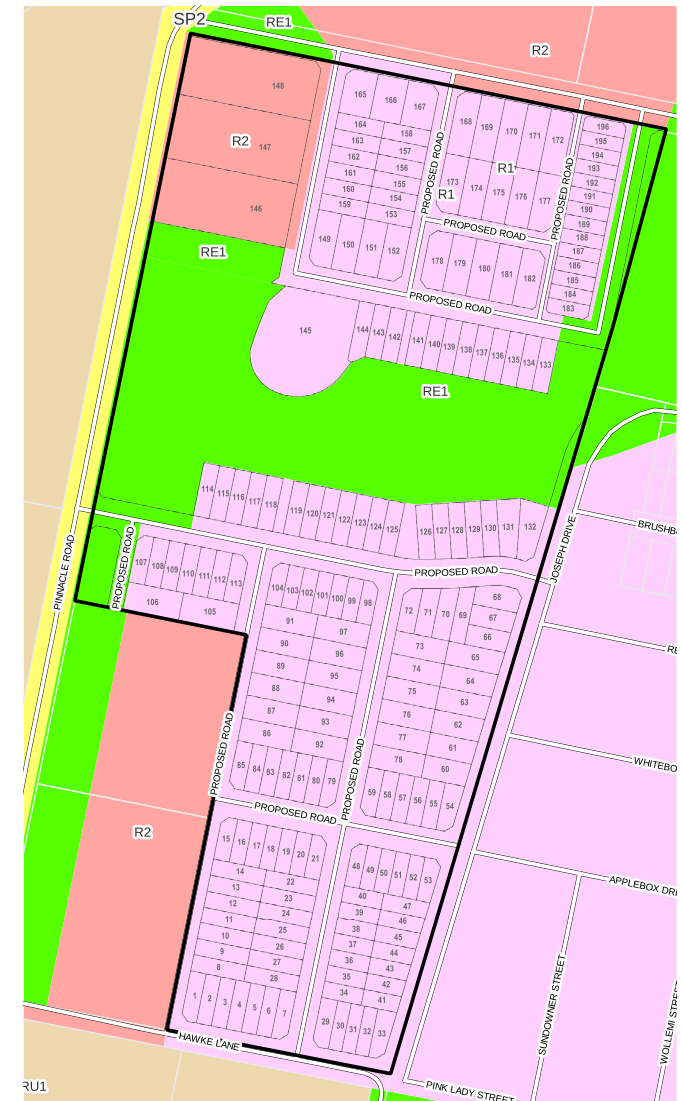 SP2
RE1
R2
148
R2
147
146
RE1
165 166 167
164
163
162
161
160
159
158
157
156
155
154
153
149 150 151 152
PROPOSED ROAD
168 169 170 171 172
R1
R1
173 174 175 176 177
PROPOSED ROAD
PROPOSED ROAD
178 179 180 181 182
196
195
194
193
192
191
190
189
188
187
186
185
184
183
PROPOSED ROAD
145
144 143 142 141 140 139 138 137 136 135 134 133
RE1
114 115 116 117 118 119 120 121 122 123 124 125 126 127 128 129 130 131 132
PINNACLE ROAD
PROPOSED ROAD
PROPOSED ROAD
JOSEPH DRIVE
BRUSHBO
107 108 109 110 111 112 113
106 105
104 103 102 101 100 99 98
91 97
90 96
89 95
88 94
87 93
86 92
85 84 83 82 81 80 79
72 71 70 69 68
67
66
73 65
74 64
75 63
76 62
77 61
78 60
59 58 57 56 55 54
RE
WHITEBO
PROPOSED ROAD
PROPOSED ROAD
PROPOSED ROAD
R2
15 16 17 18 19 20 21
14 22
13 23
12 24
11 25
10 26
9 27
8 28
1 2 3 4 5 6 7
48 49 50 51 52 53
40 47
39 46
38 45
37 44
36 43
35 42
34 41
29 30 31 32 33
APPLEBOX DRI
SUNDOWNER STREET
WOLLEMI STREE
HAWKE LANE
PINK LADY STREET
RU1